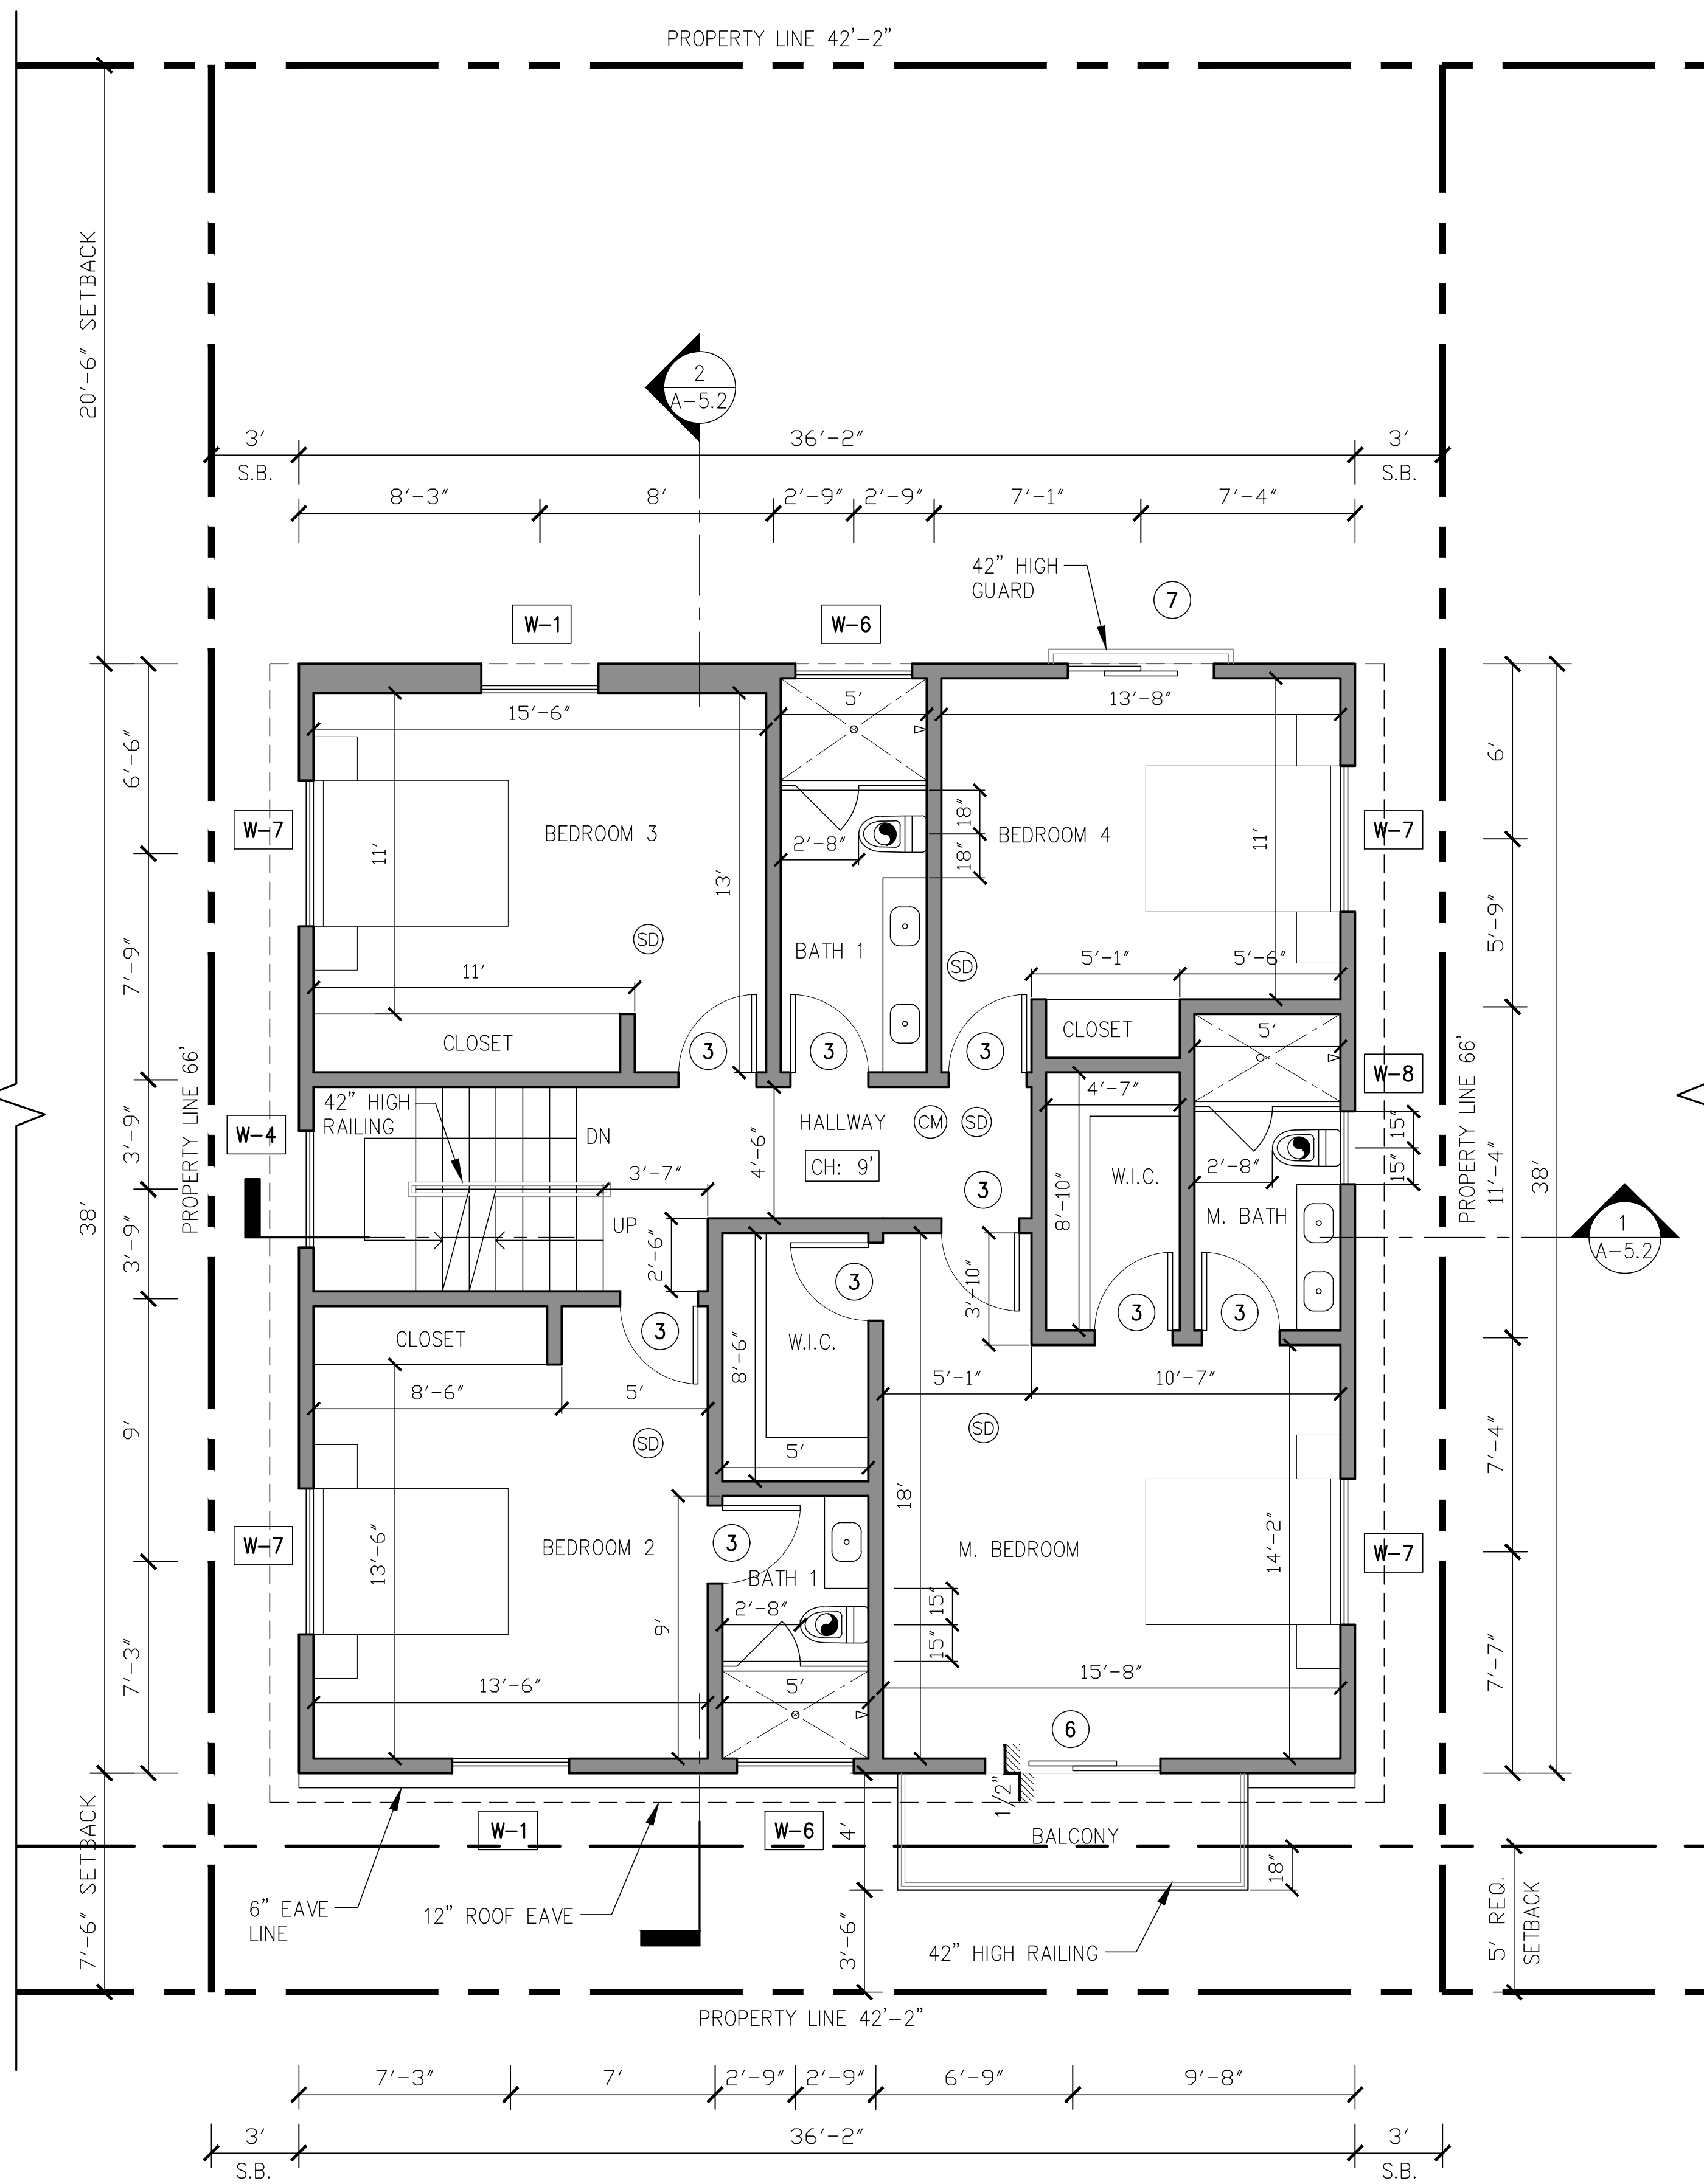 PROPERTY LINE 42'-2"
20'-6" SETBACK
2
A-5.2
3'
36'-2"
3'
S.B.
S.B.
8'-3"
8'
2'-9"
2'-9"
7'-1"
7'-4"
42" HIGH
GUARD
7
W-1
W-6
6'-6"
15'-6"
5'
13'-8"
6'
W-7
BEDROOM 3
11'
13'
2'-8"
18"
18"
BEDROOM 4
11'
W-7
7'-9"
SD
BATH 1
SD
5'-1"
5'-6"
5'-9"
11'
CLOSET
3
3
3
CLOSET
5'
PROPERTY LINE 66'
W-8
PROPERTY LINE 66'
42" HIGH
RAILING
DN
HALLWAY
CM
SD
4'-7"
15"
15"
W-4
3'-9"
3'-7"
4'-6"
CH: 9'
3
8'-10"
W.I.C.
2'-8"
11'-4"
38'
38'
3'-9"
UP
2'-6"
M. BATH
1
A-5.2
3
3'-10"
3
3
CLOSET
3
8'-6"
W.I.C.
8'-6"
5'
5'-1"
10'-7"
9'
SD
5'
SD
7'-4"
W-7
13'-6"
BEDROOM 2
3
18'
M. BEDROOM
14'-2"
W-7
BATH 1
2'-8"
15"
15"
9'
7'-3"
13'-6"
5'
15'-8"
7'-7"
6
1/2"
W-1
W-6
4'
BALCONY
18"
7'-6" SETBACK
6" EAVE
LINE
12" ROOF EAVE
3'-6"
42" HIGH RAILING
5' REQ.
SETBACK
PROPERTY LINE 42'-2"
7'-3"
7'
2'-9"
2'-9"
6'-9"
9'-8"
3'
36'-2"
3'
S.B.
S.B.